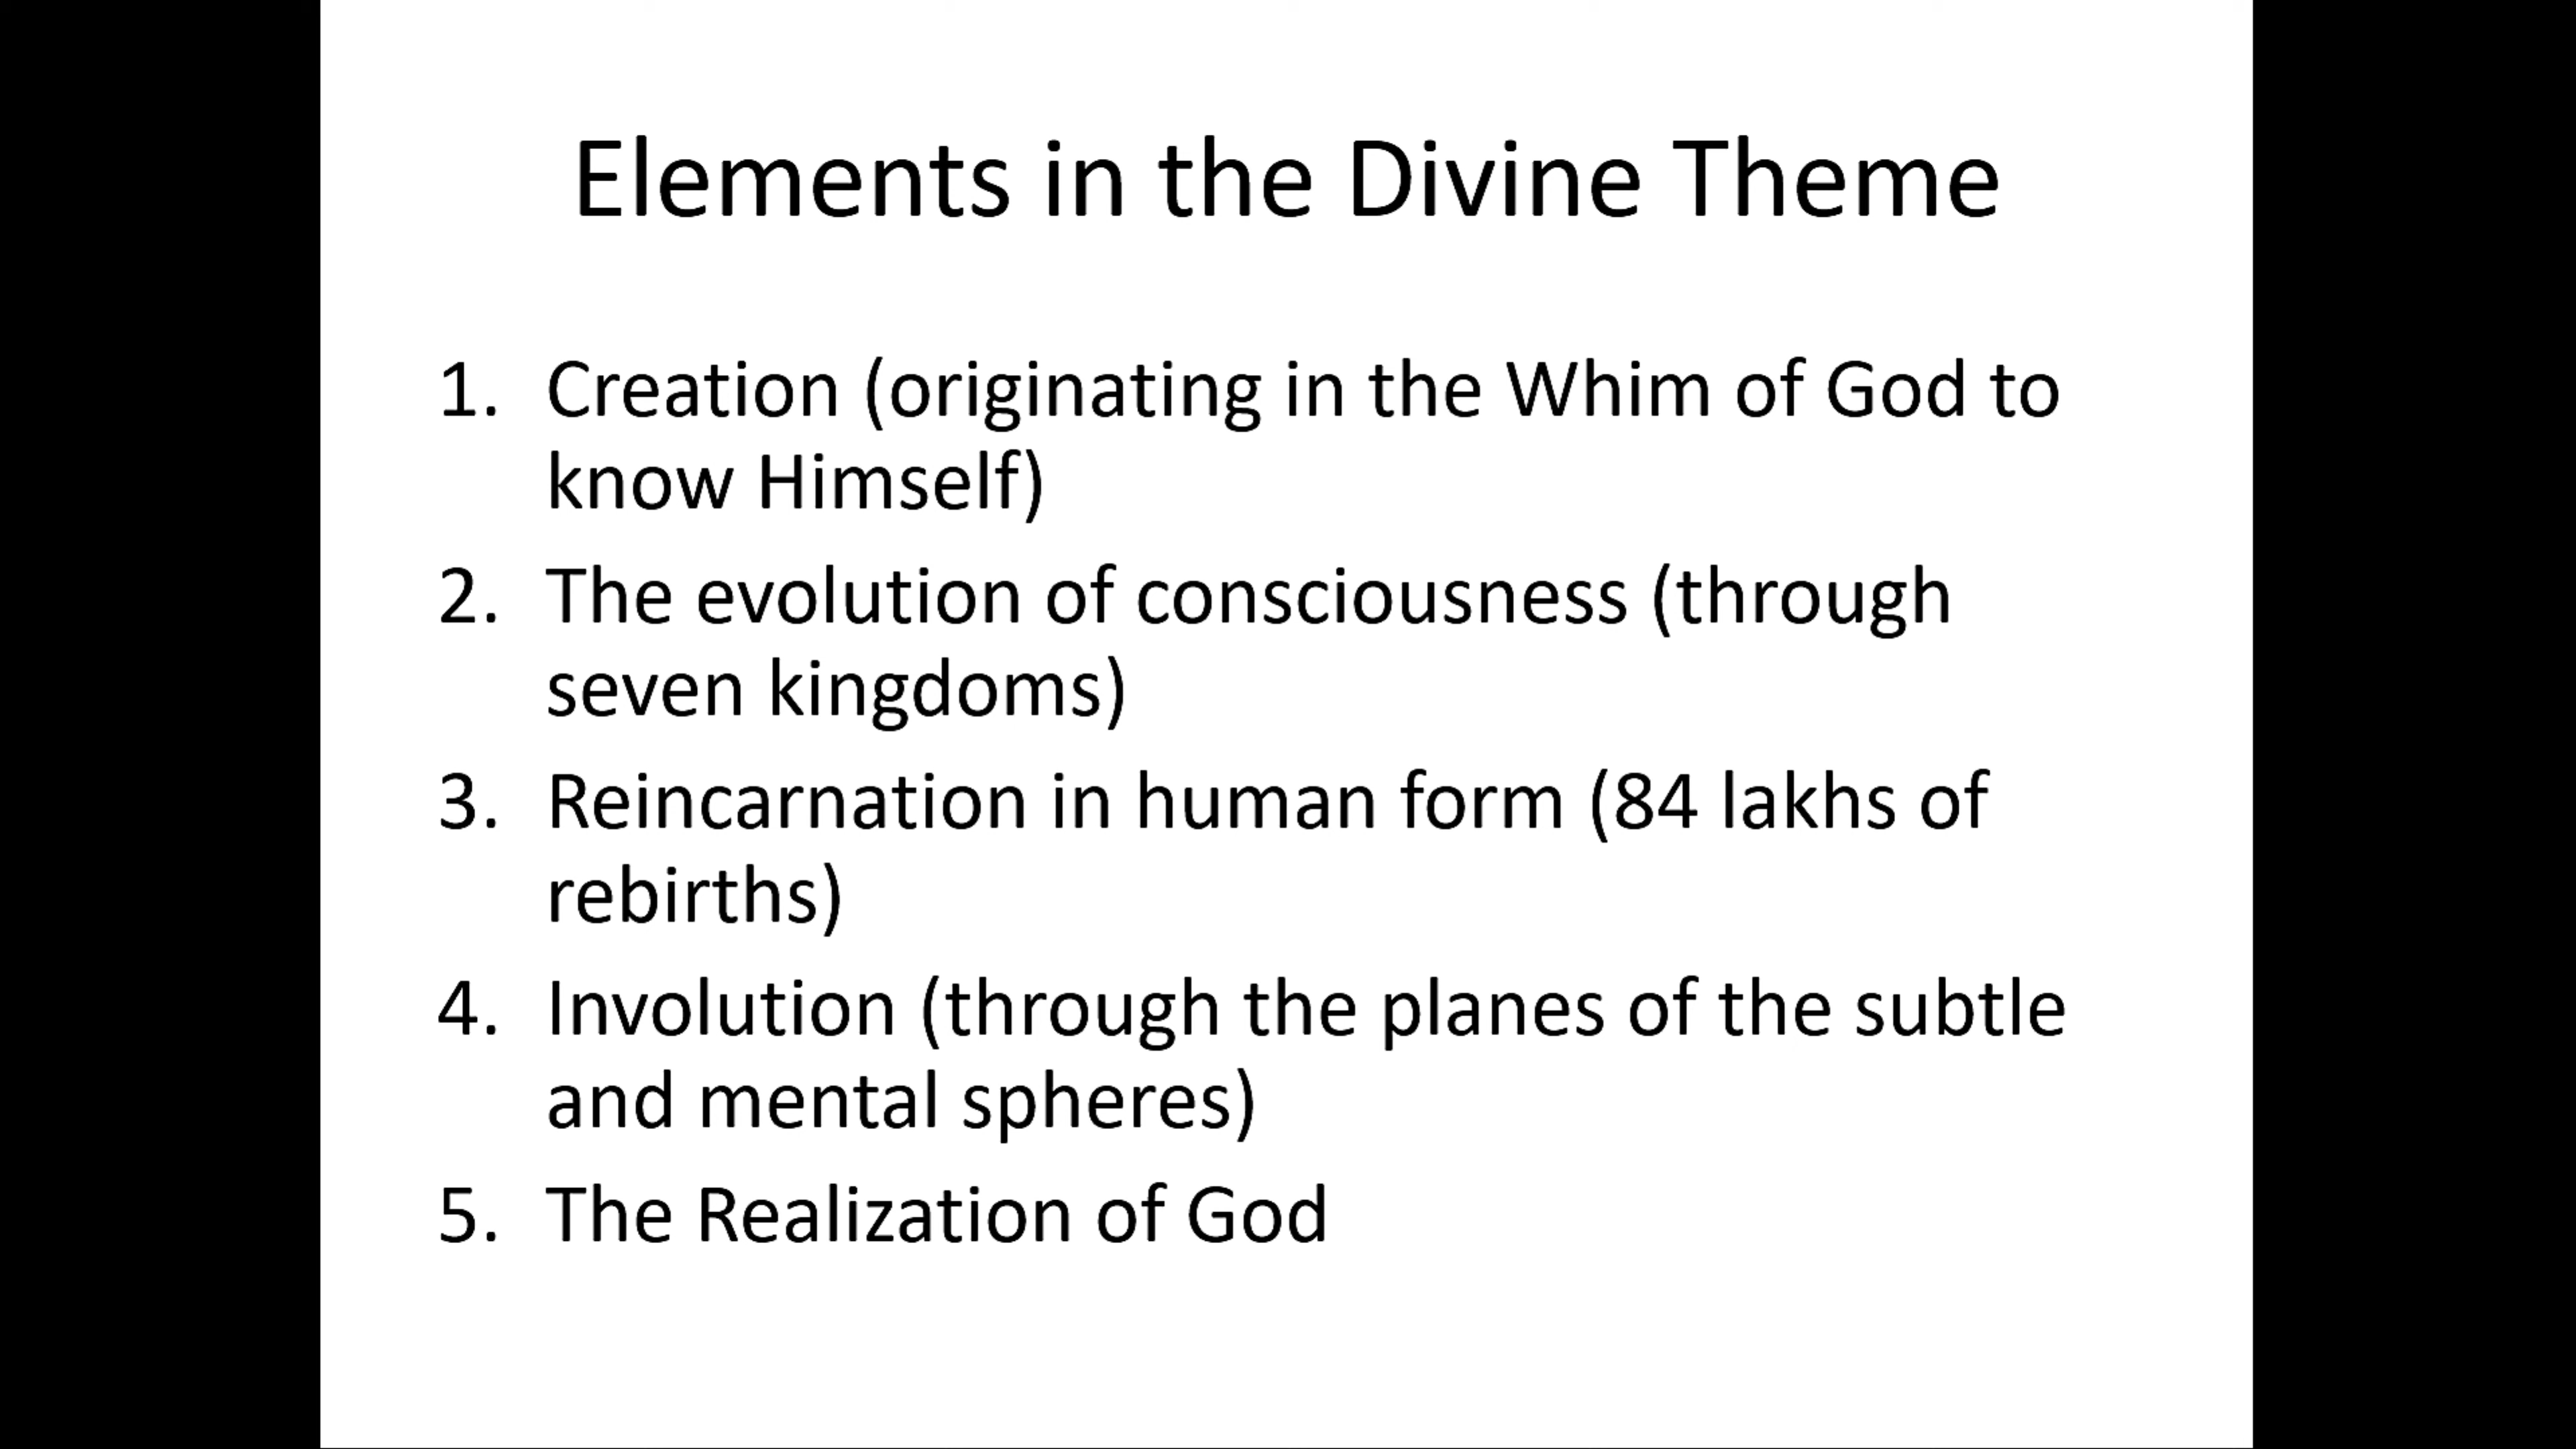 Elements in the Divine Theme
1. Creation (originating in the Whim of God to
know Himself)
2. The evolution of consciousness (through
seven kingdoms)
3. Reincarnation in human form (84 lakhs of
rebirths)
4. Involution (through the planes of the subtle
and mental spheres)
5. The Realization of God